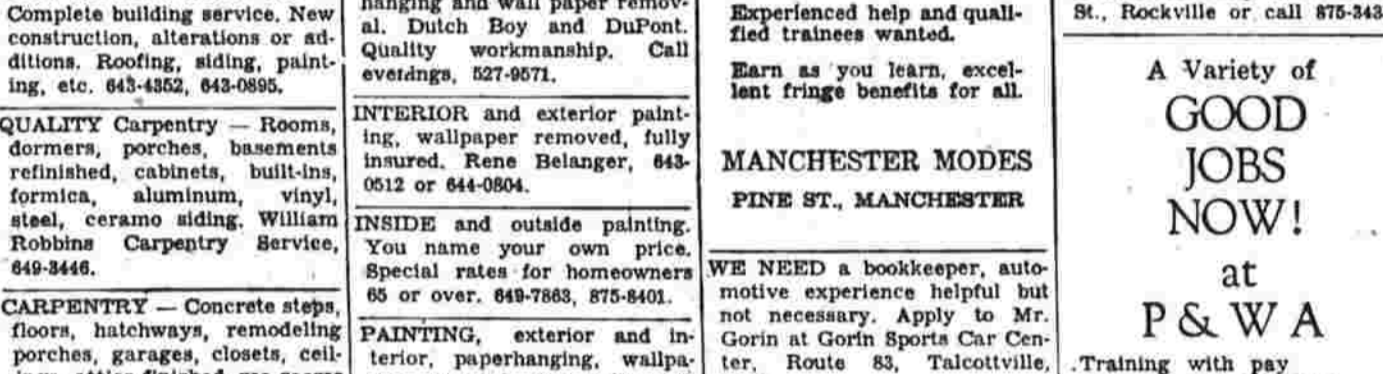 Complete building service. New
construction, alterations or ad-
ditions. Roofing, siding, paint-
ing, etc. 643-4352, 643-0895.
QUALITY Carpentry — Rooms,
dormers, porches, basements
refinished, cabinets, built-ins,
formica, aluminum, vinyl,
steel, ceramo siding. William
Robbins Carpentry Service,
649-3446.
CARPENTRY — Concrete steps,
floors, hatchways, remodeling
porches, garages, closets, ceil-
hanging and wall paper remov-
al. Dutch Boy and DuPont.
Quality workmanship. Call
evenings, 527-9571.
INTERIOR and exterior paint-
ing, wallpaper removed, fully
insured. Rene Belanger, 643-
0512 or 644-0804.
INSIDE and outside painting.
You name your own price.
Special rates for homeowners
65 or over. 649-7863, 875-8401.
PAINTING, exterior and in-
terior, paperhanging, wallpa-
Experienced help and quali-
fied trainees wanted.
Earn as you learn, excel-
lent fringe benefits for all.
MANCHESTER MODES
PINE ST., MANCHESTER
WE NEED a bookkeeper, auto-
motive experience helpful but
not necessary. Apply to Mr.
Gorin at Gorin Sports Car Cen-
ter, Route 83, Talcottville,
St., Rockville or call 875-343
A Variety of
GOOD
JOBS
NOW!
at
P & W A
Training with pay